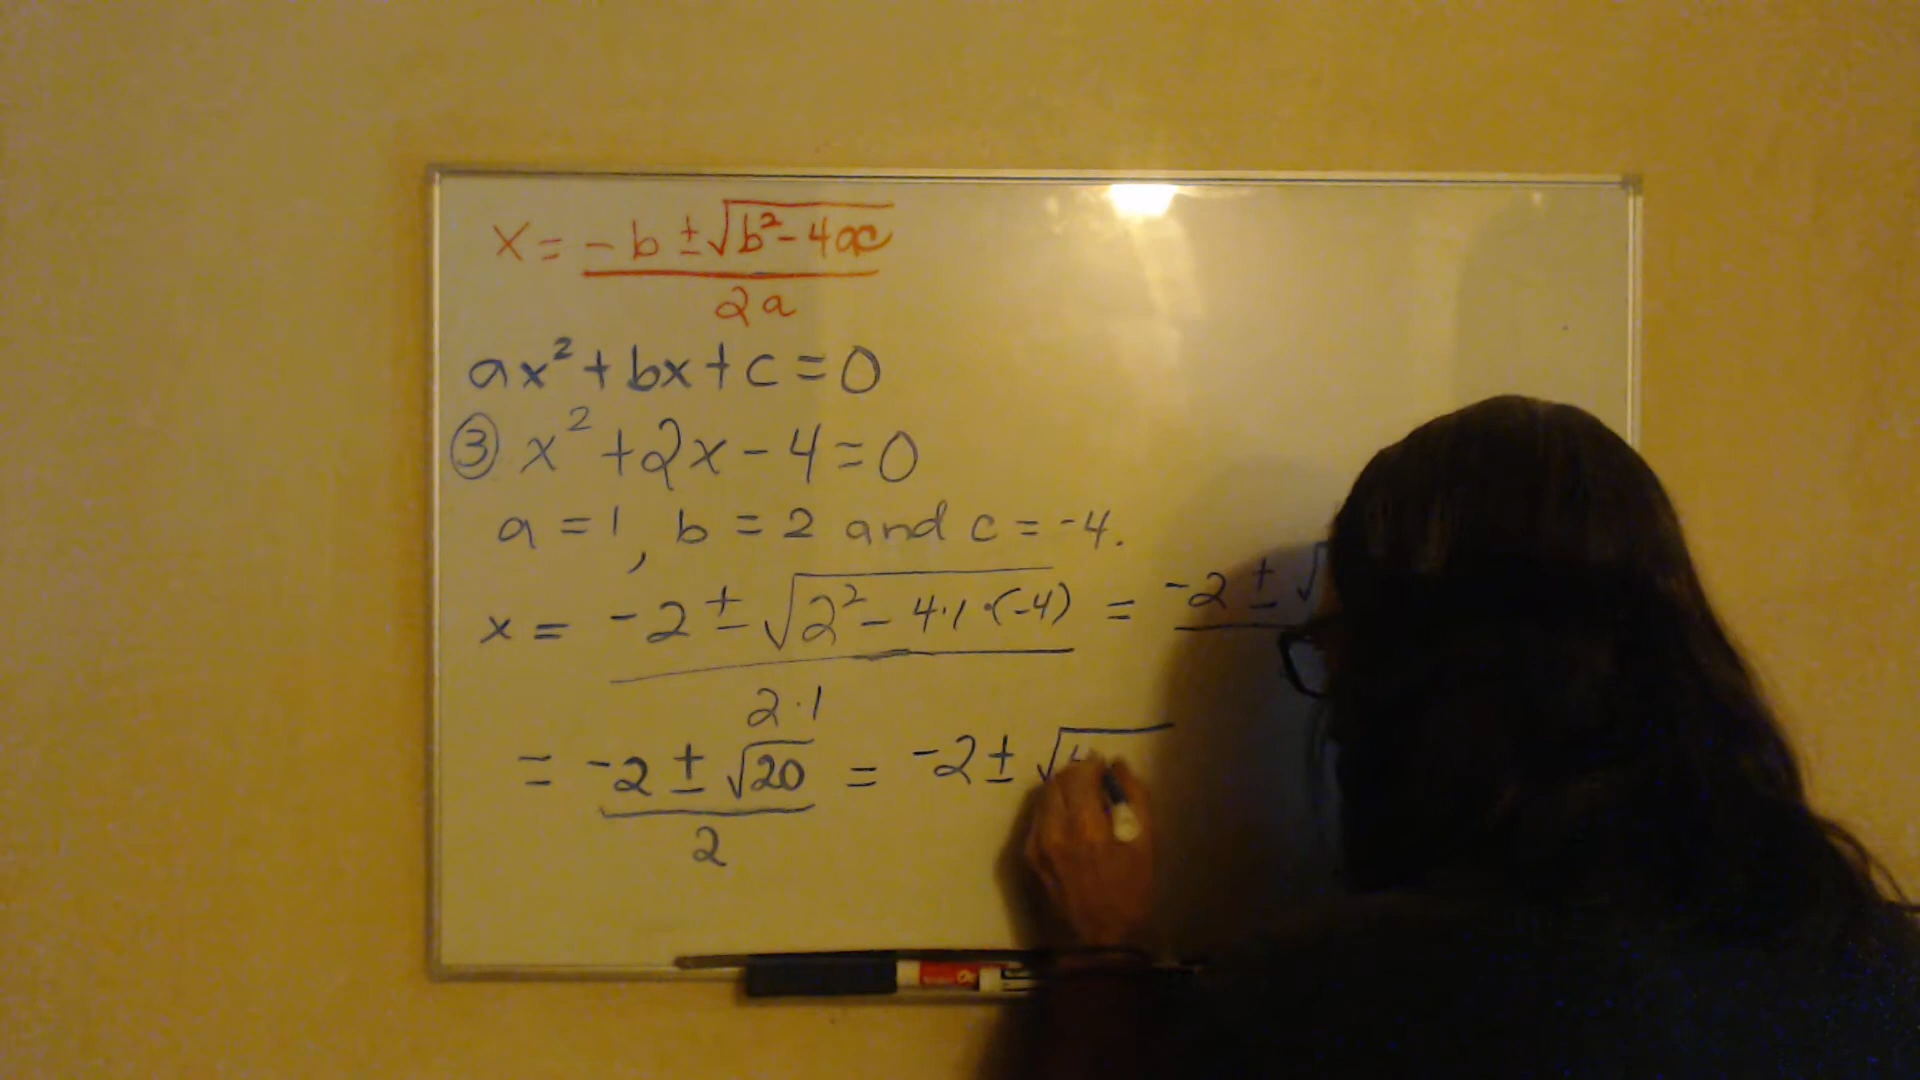 x = -b ± √b² - 4ac
2a
ax² + bx + c = 0
③ x² + 2x - 4 = 0
a = 1, b = 2 and c = -4.
x = -2 ± √2² - 4·1·(-4) = -2 ± √
2·1
= -2 ± √20 = -2 ± √
2